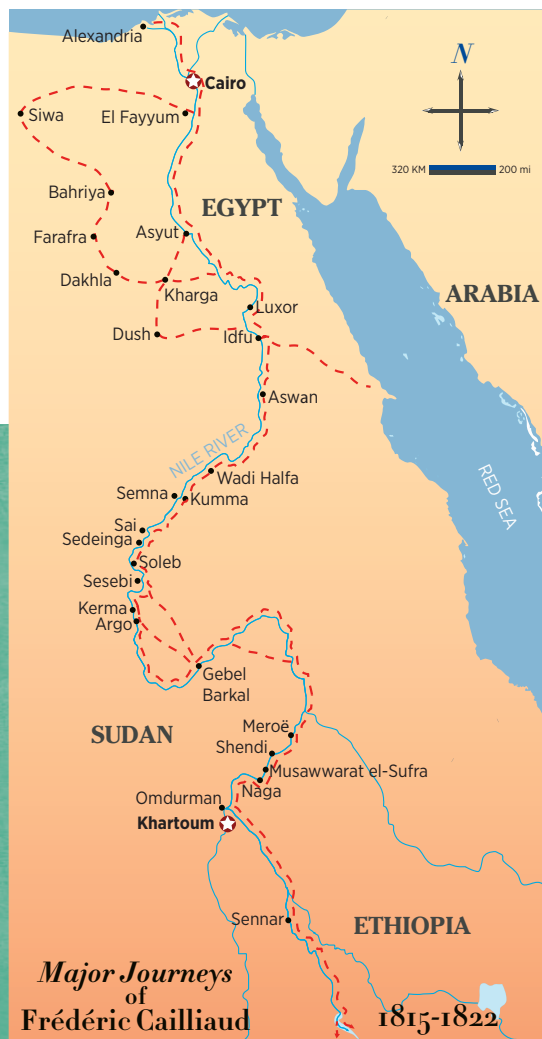 Alexandria
N
Cairo
Siwa
El Fayyum
320 KM
200 mi
Bahriya
EGYPT
Farafra
Asyut
Dakhla
Kharga
ARABIA
Luxor
Dush
Idfu
Aswan
NILE RIVER
Wadi Halfa
RED SEA
Semna
Kumma
Sai
Sedeinga
Soleb
Sesebi
Kerma
Argo
Gebel
Barkal
SUDAN
Meroë
Shendi
Musawwarat el-Sufra
Naga
Omdurman
Khartoum
Sennar
ETHIOPIA
Major Journeys
of
Frédéric Cailliaud
1815-1822